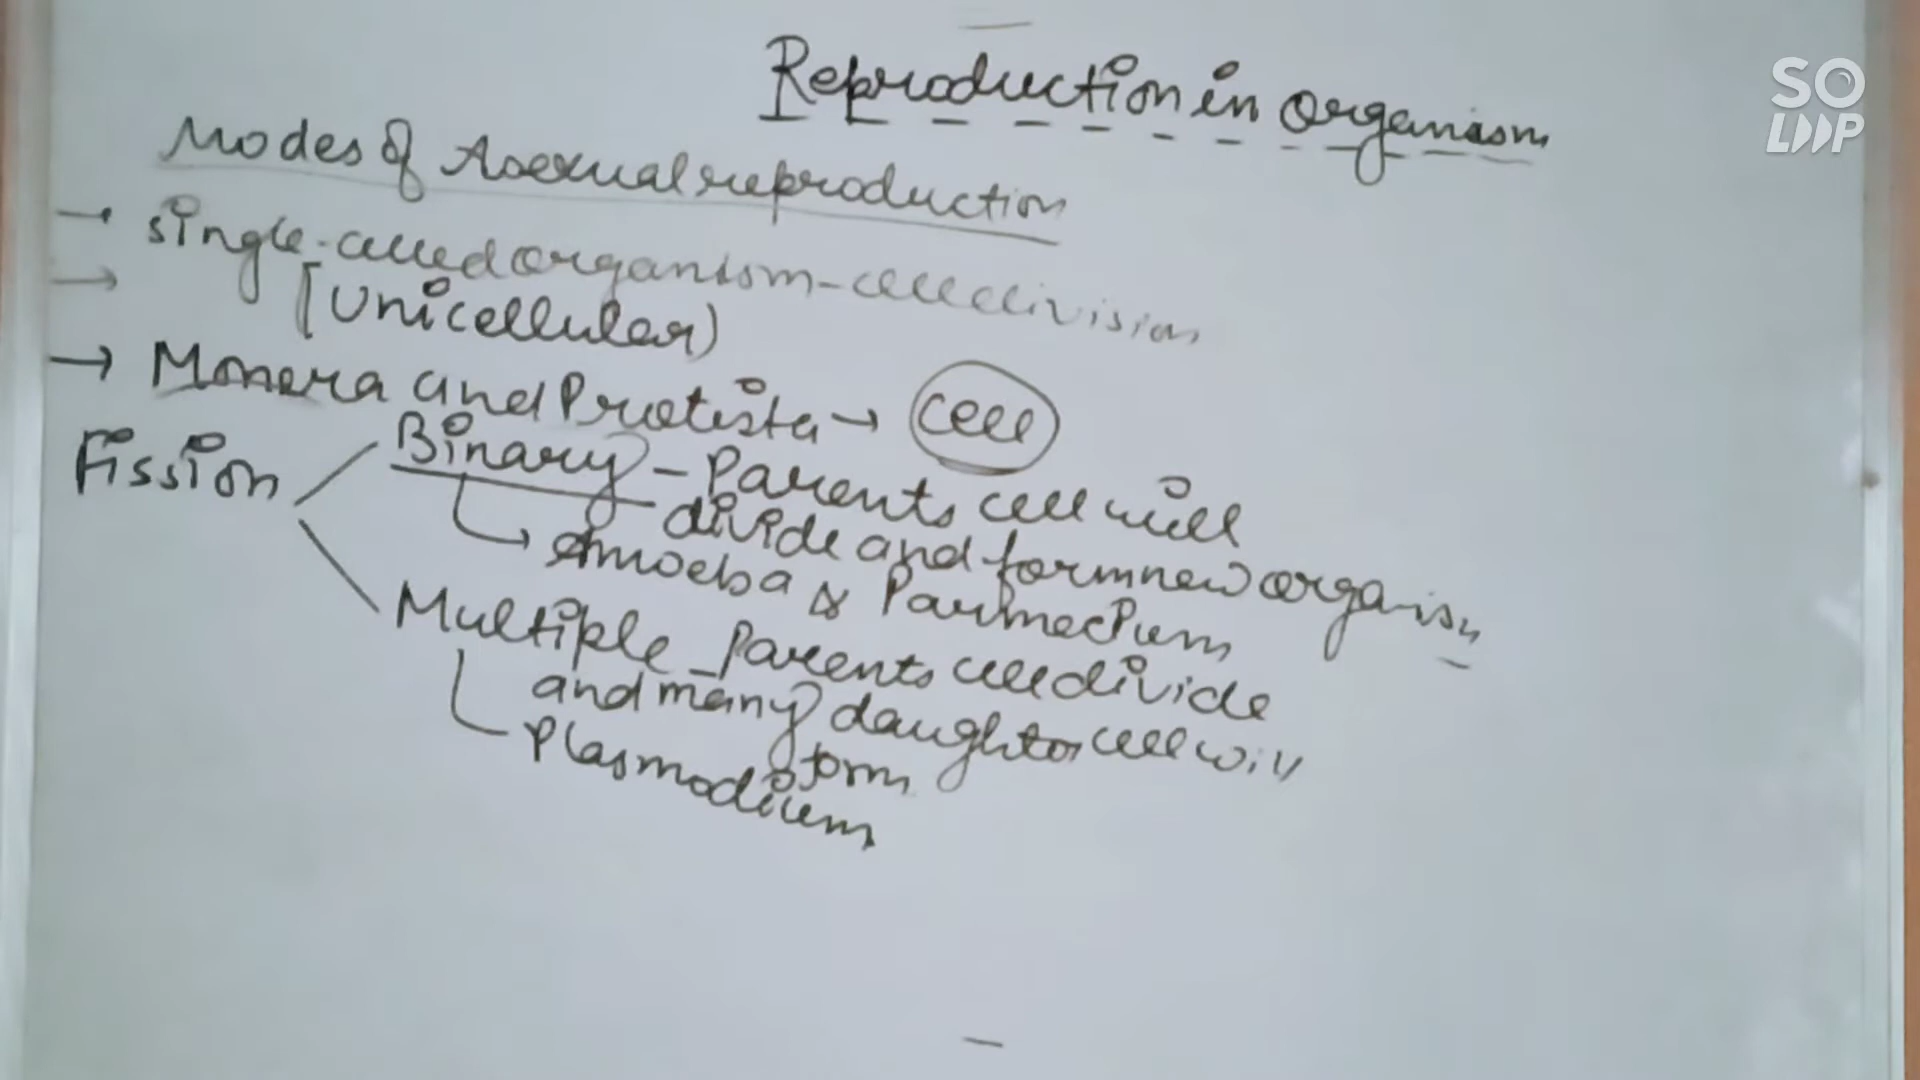 Reproduction in organism
SO
LOOP
Modes of Asexual reproduction
→ single-celled organism - cell division
→ [Unicellular)
→ Monera and Protista → cell
Fission
Binary - Parents cell will
divide and form new orgaism
Amoeba & Parmecium
Multiple - Parents cell divide
and many daughter cell will
form
Plasmodium